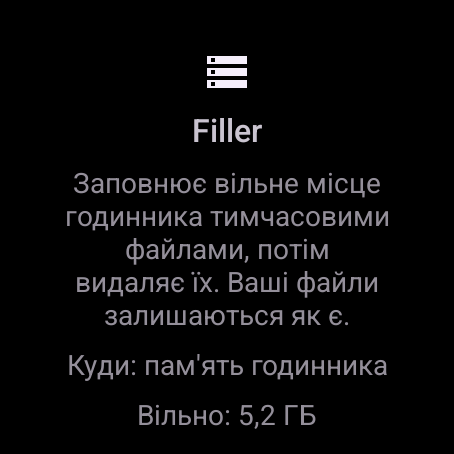 Filler
Заповнює вільне місце
годинника тимчасовими
файлами, потім
видаляє їх. Ваші файли
залишаються як є.
Куди: пам'ять годинника
Вільно: 5,2 ГБ